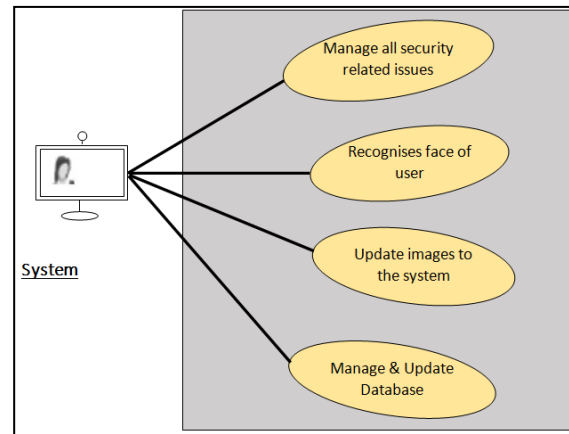 Manage all security
related issues
Recognises face of
user
Update images to
the system
System
Manage & Update
Database